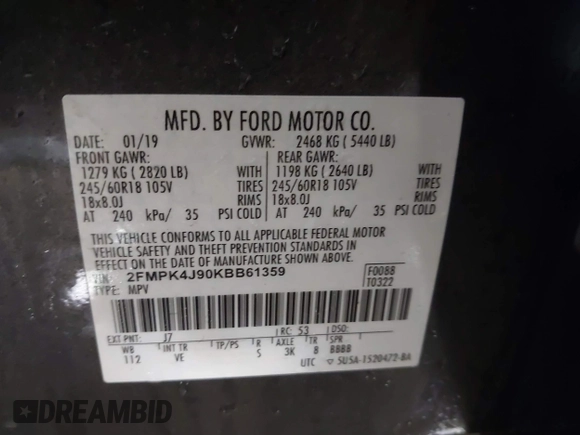 MFD. BY FORD MOTOR CO.
DATE: 01/19 GVWR: 2468 KG ( 5440 LB)
FRONT GAWR: REAR GAWR:
1279 KG ( 2820 LB) WITH 1198 KG ( 2640 LB) WITH
245/60R18 105V TIRES 245/60R18 105V TIRES
18x8.0J RIMS 18x8.0J RIMS
AT 240 kPa/ 35 PSI COLD AT 240 kPa/ 35 PSI COLD
THIS VEHICLE CONFORMS TO ALL APPLICABLE FEDERAL MOTOR
VEHICLE SAFETY AND THEFT PREVENTION STANDARDS IN
EFFECT ON THE DATE OF MANUFACTURE SHOWN ABOVE.
VIN: 2FMPK4J90KBB61359 F0088
TYPE: MPV T0322
EXT PNT: J7 RC: 53 DSO:
WB INT TR TP/PS R AXLE TR SPR
112 VE S 3K 8 BBBB
UTC 5U5A-1520472-BA
DREAMBID